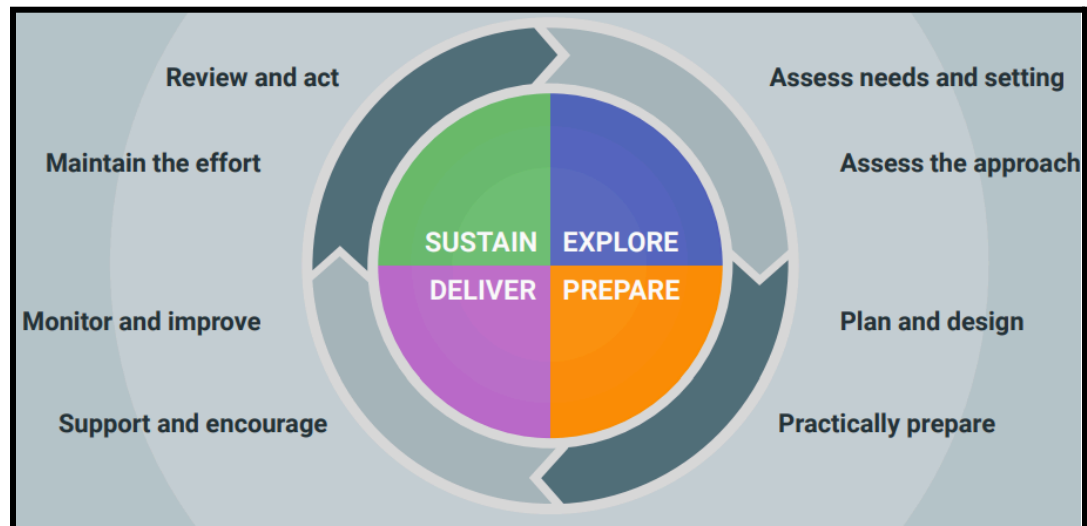 Review and act
Assess needs and setting
Maintain the effort
Assess the approach
SUSTAIN
EXPLORE
DELIVER
PREPARE
Monitor and improve
Plan and design
Support and encourage
Practically prepare